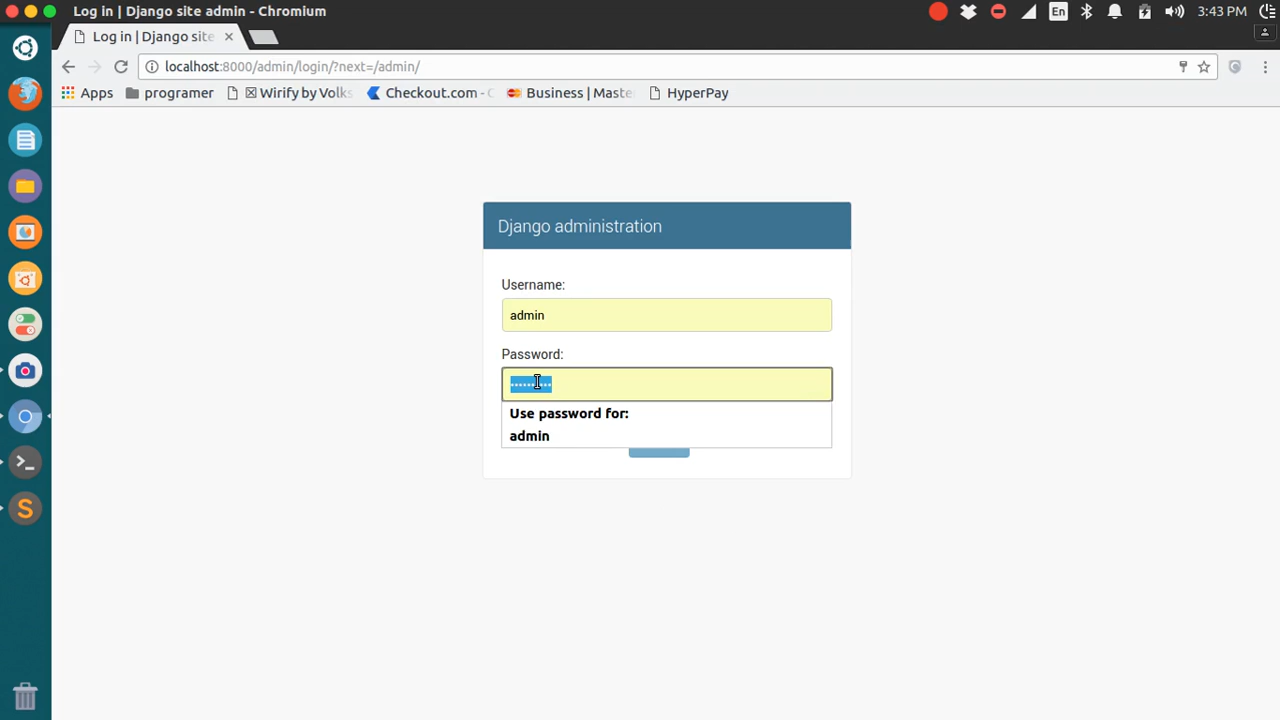 Log in | Django site admin - Chromium
En
3:43 PM
Log in | Django site
localhost:8000/admin/login/?next=/admin/
Apps
programer
Wirify by Volks
Checkout.com -
Business | Maste
HyperPay
Django administration
Username:
admin
Password:
Use password for:
admin